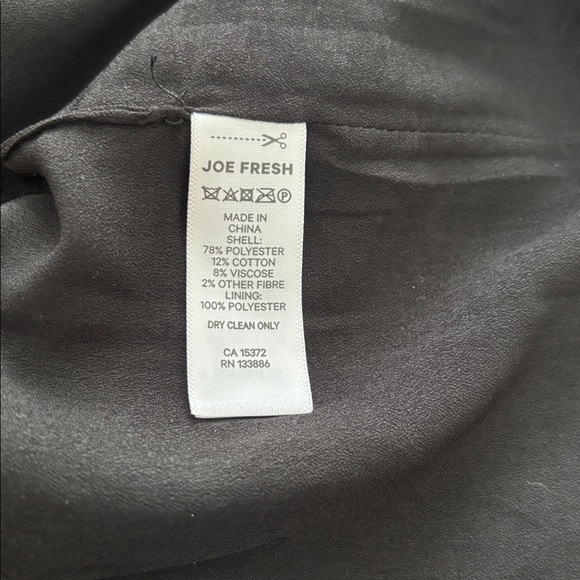 JOE FRESH
P
MADE IN
CHINA
SHELL:
78% POLYESTER
12% COTTON
8% VISCOSE
2% OTHER FIBRE
LINING:
100% POLYESTER
DRY CLEAN ONLY
CA 15372
RN 133886